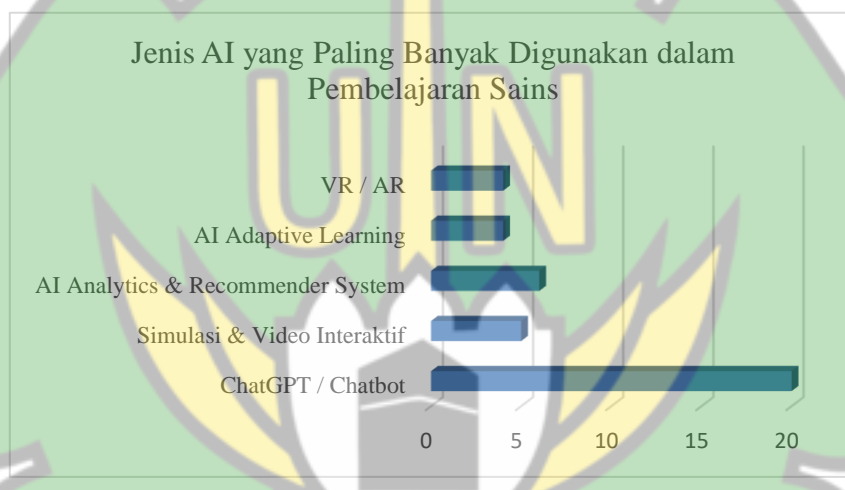 Jenis AI yang Paling Banyak Digunakan dalam
Pembelajaran Sains
UIN
VR / AR
AI Adaptive Learning
AI Analytics & Recommender System
Simulasi & Video Interaktif
ChatGPT / Chatbot
0 5 10 15 20